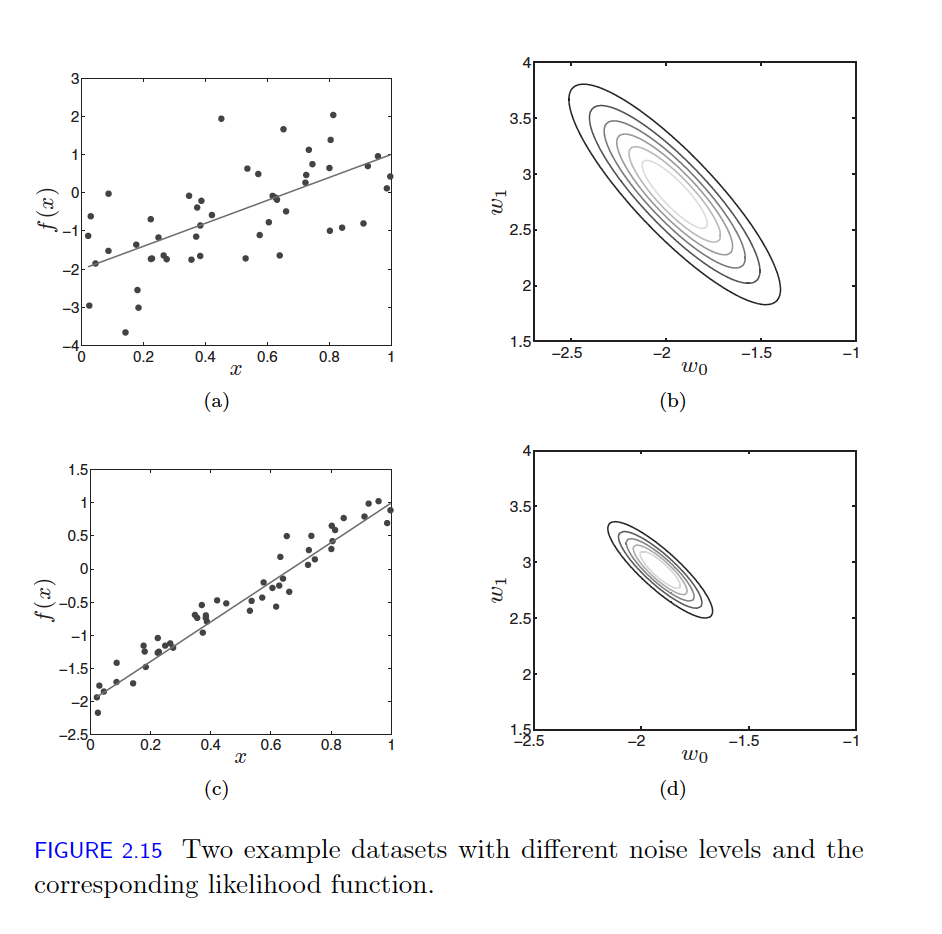 3
2
1
0
−1
−2
−3
−4
0 0.2 0.4 0.6 0.8 1
f(x)
x
(a)
4
3.5
3
2.5
2
1.5
−2.5 −2 −1.5 −1
w1
w0
(b)
1.5
1
0.5
0
−0.5
−1
−1.5
−2
−2.5
0 0.2 0.4 0.6 0.8 1
f(x)
x
(c)
4
3.5
3
2.5
2
1.5
−2.5 −2 −1.5 −1
w1
w0
(d)
FIGURE 2.15 Two example datasets with different noise levels and the
corresponding likelihood function.